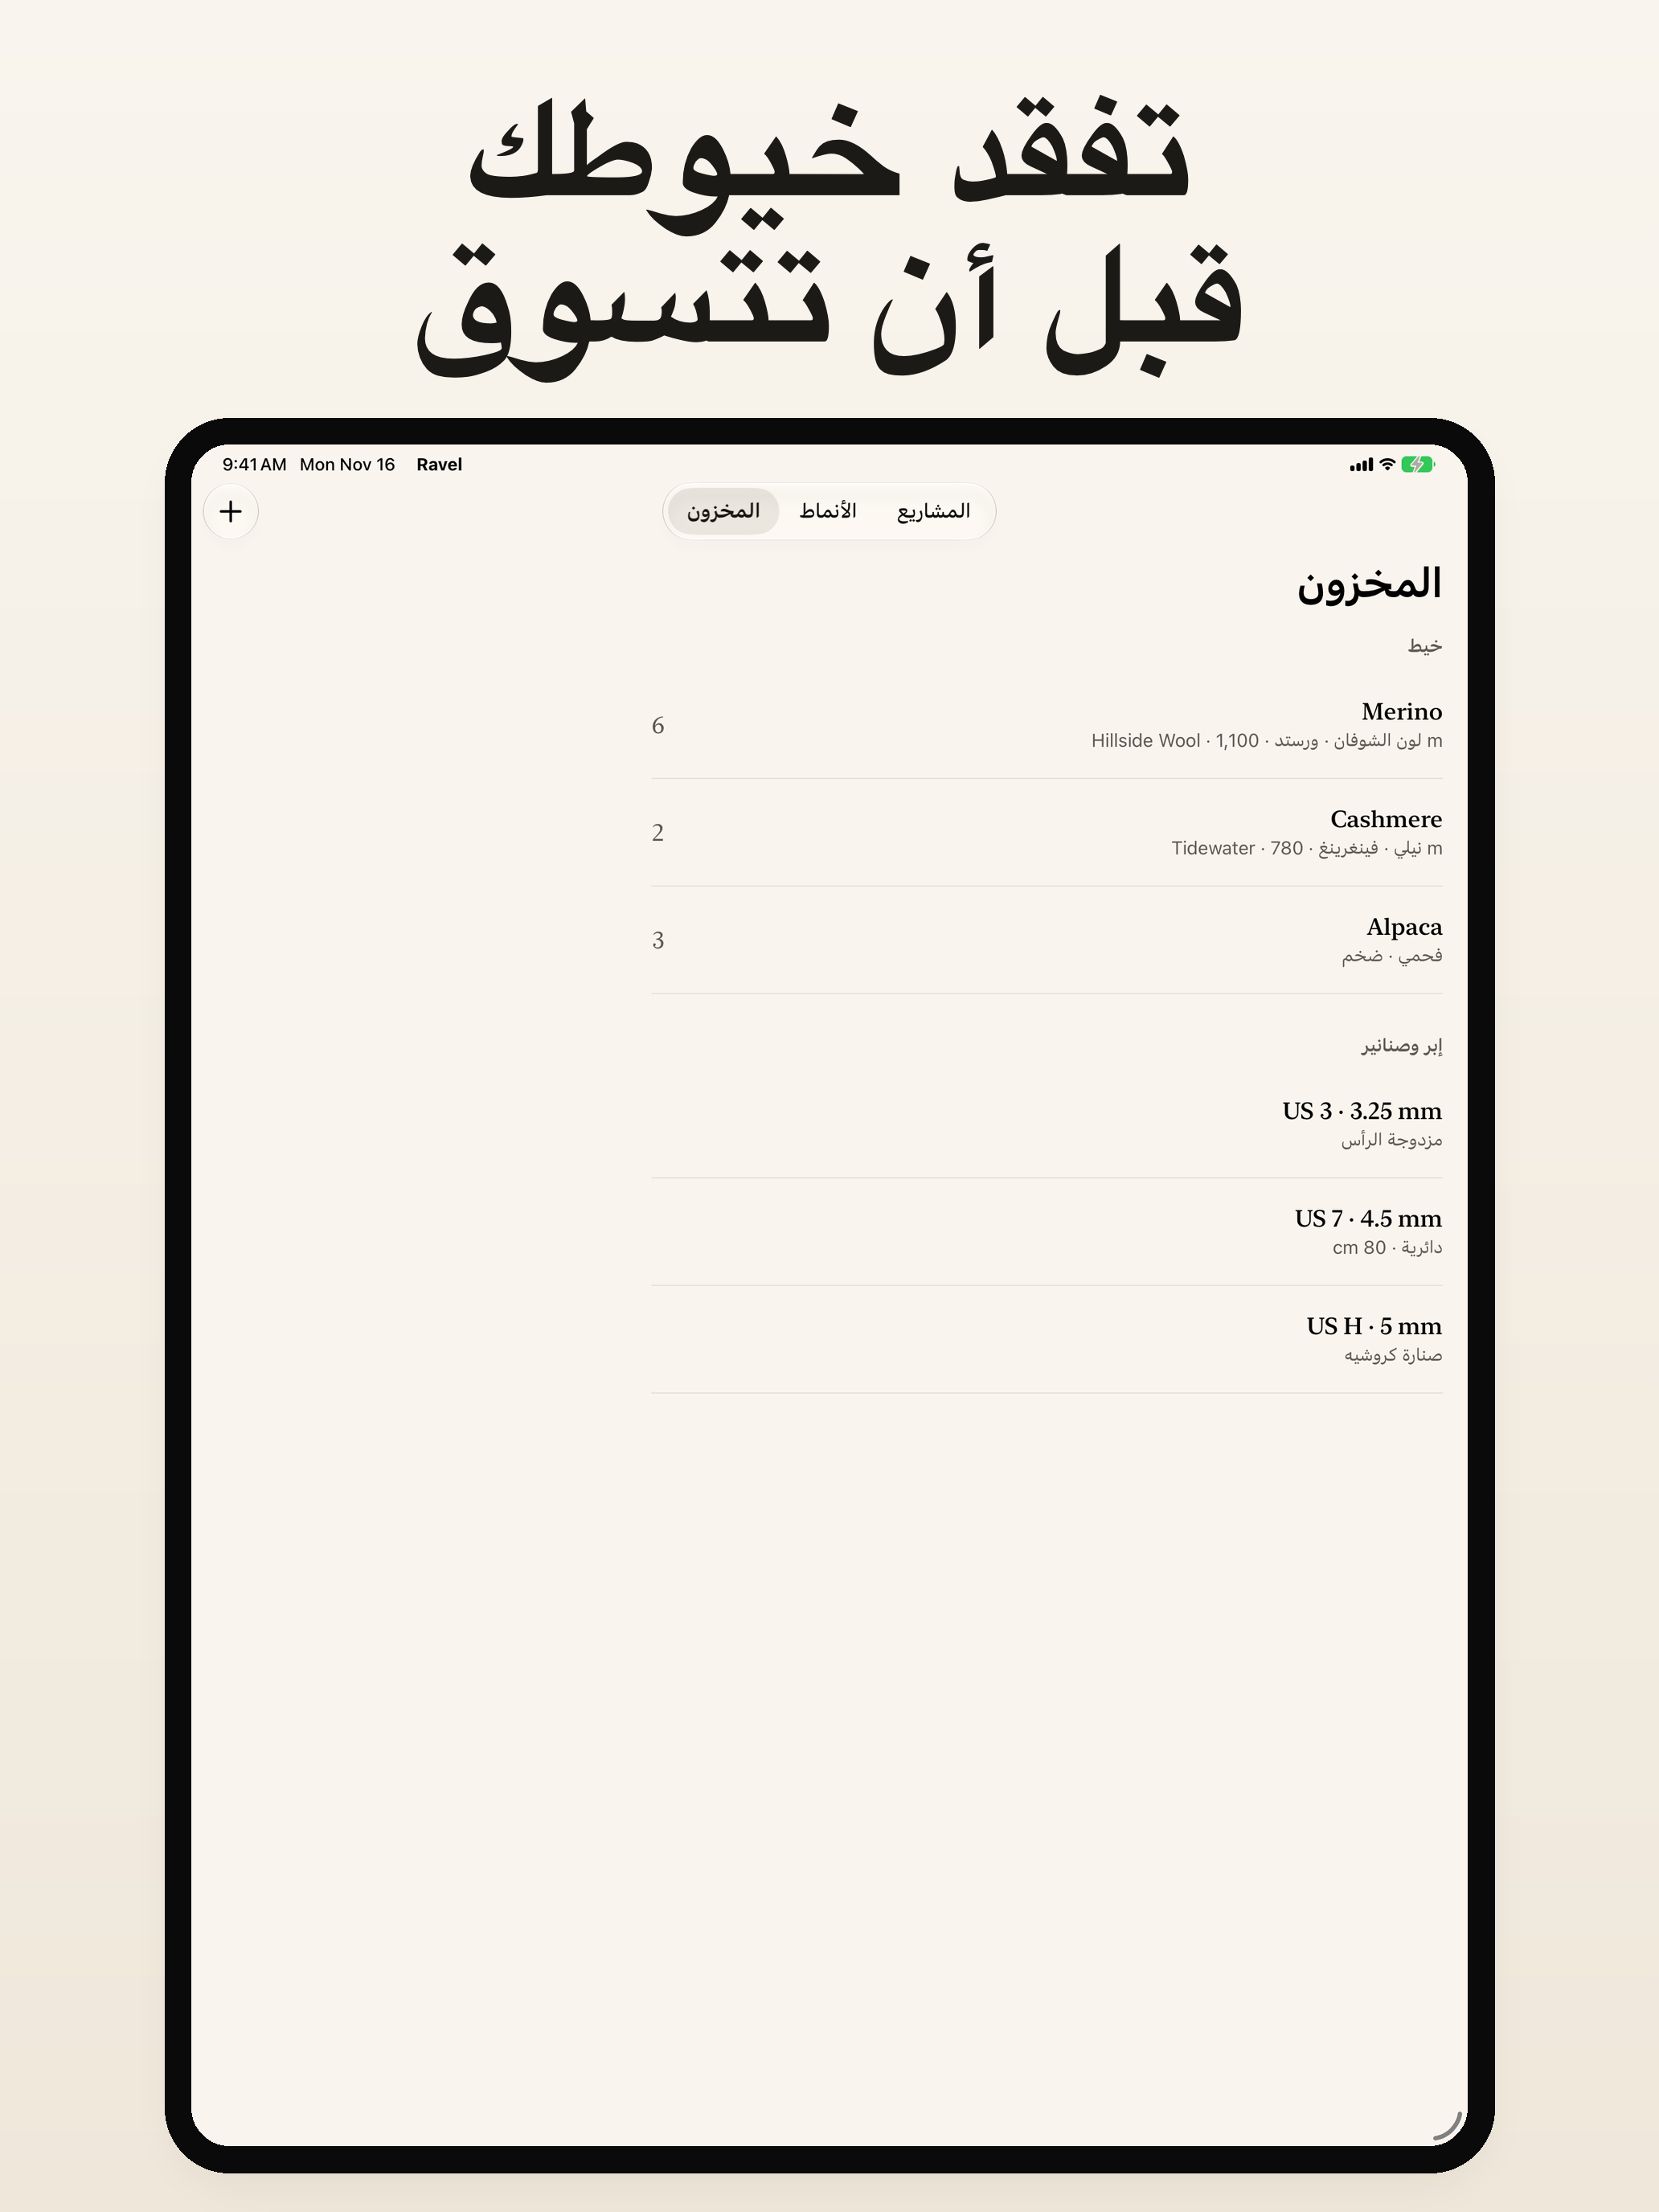 تفقد خيوطك
قبل أن تتسوق
9:41 AM Mon Nov 16 Ravel
المشاريع الأنماط المخزون
المخزون
خيط
Merino
6
Hillside Wool · 1,100 · لون الشوفان · ورستد m
Cashmere
2
Tidewater · 780 · نيلي · فينغرينغ m
Alpaca
3
فحمي · ضخم
إبر وصنانير
US 3 · 3.25 mm
مزدوجة الرأس
US 7 · 4.5 mm
دائرية · 80 cm
US H · 5 mm
صنارة كروشيه